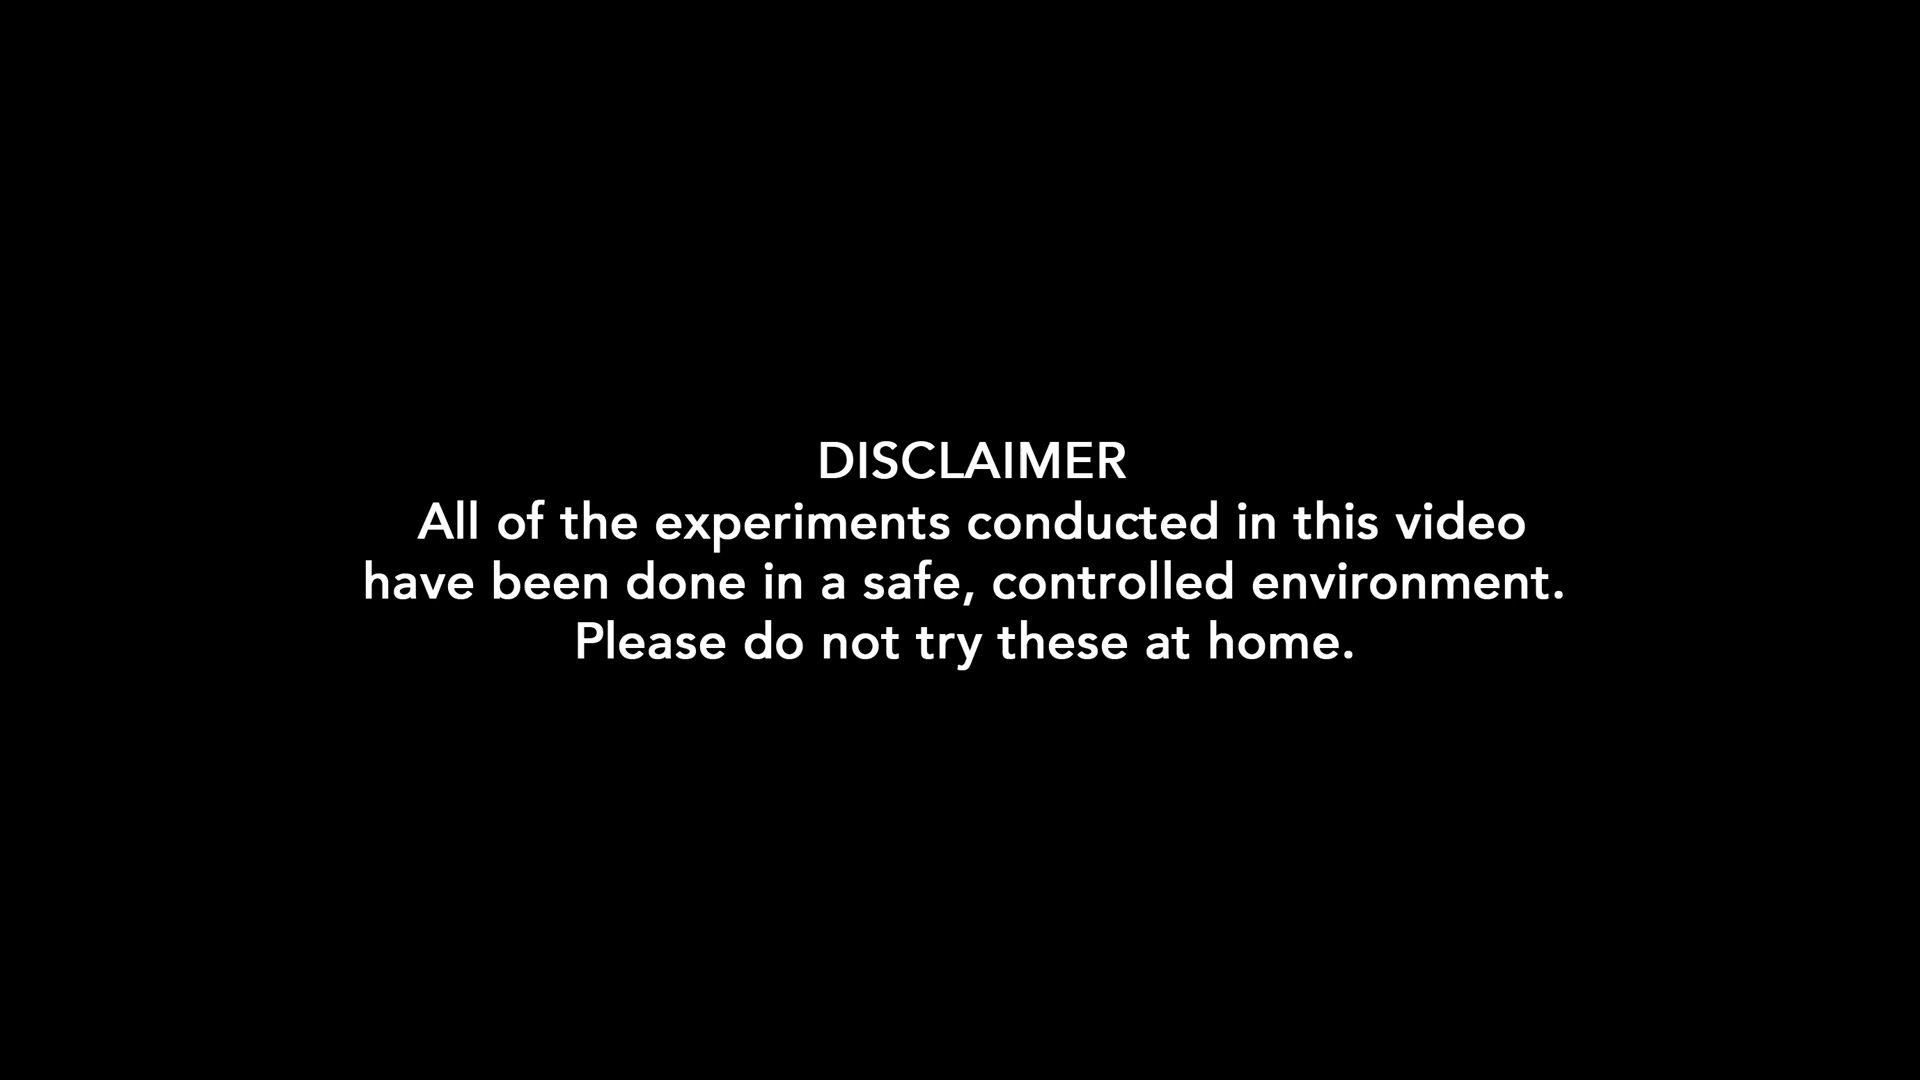 DISCLAIMER
All of the experiments conducted in this video
have been done in a safe, controlled environment.
Please do not try these at home.